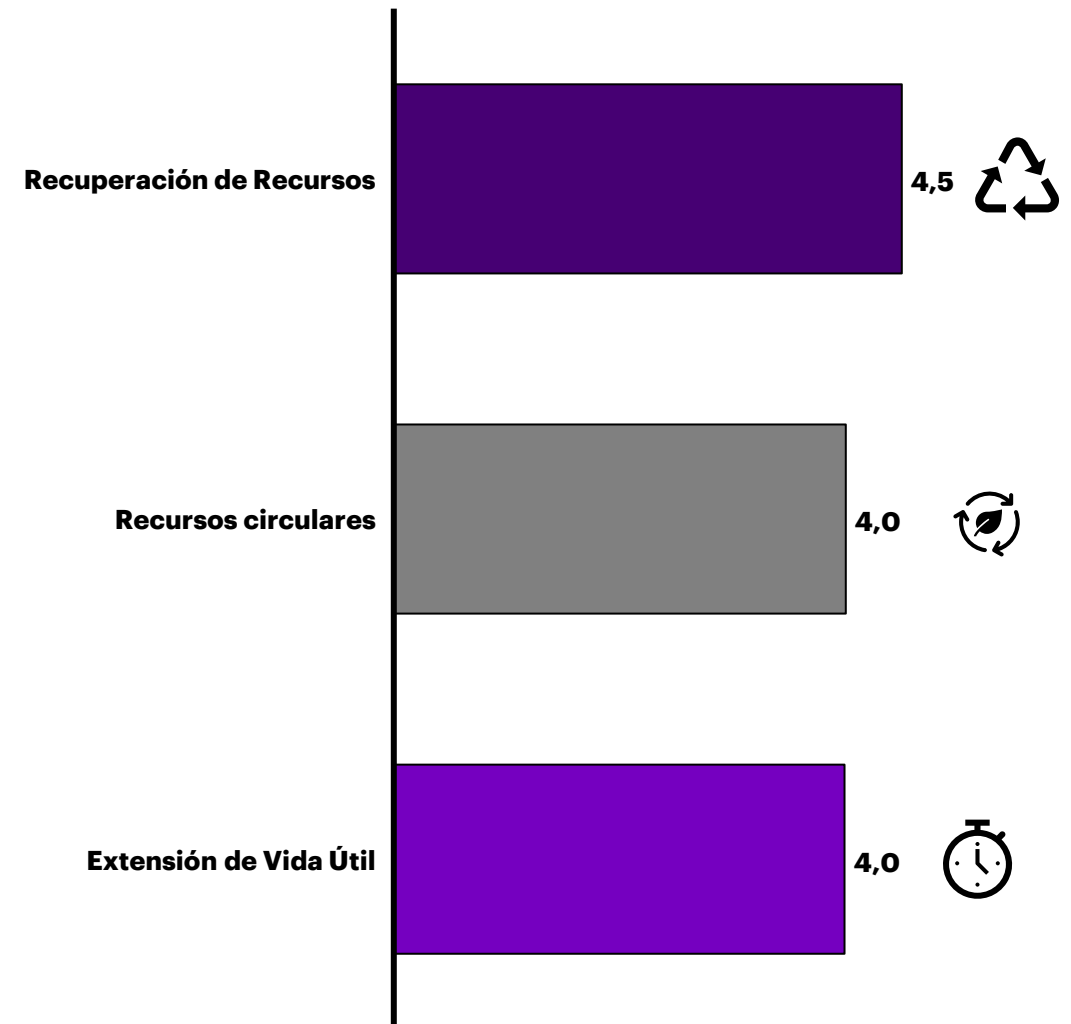 Recuperación de Recursos 4,5
Recursos circulares 4,0
Extensión de Vida Útil 4,0